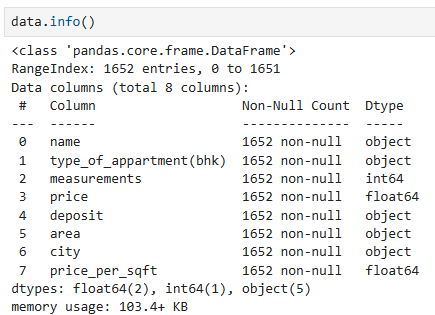 data.info()
<class 'pandas.core.frame.DataFrame'>
RangeIndex: 1652 entries, 0 to 1651
Data columns (total 8 columns):
 #   Column                  Non-Null Count  Dtype
---  ------                  --------------  -----
 0   name                    1652 non-null   object
 1   type_of_appartment(bhk)  1652 non-null   object
 2   measurements            1652 non-null   int64
 3   price                   1652 non-null   float64
 4   deposit                 1652 non-null   object
 5   area                    1652 non-null   object
 6   city                    1652 non-null   object
 7   price_per_sqft          1652 non-null   float64
dtypes: float64(2), int64(1), object(5)
memory usage: 103.4+ KB